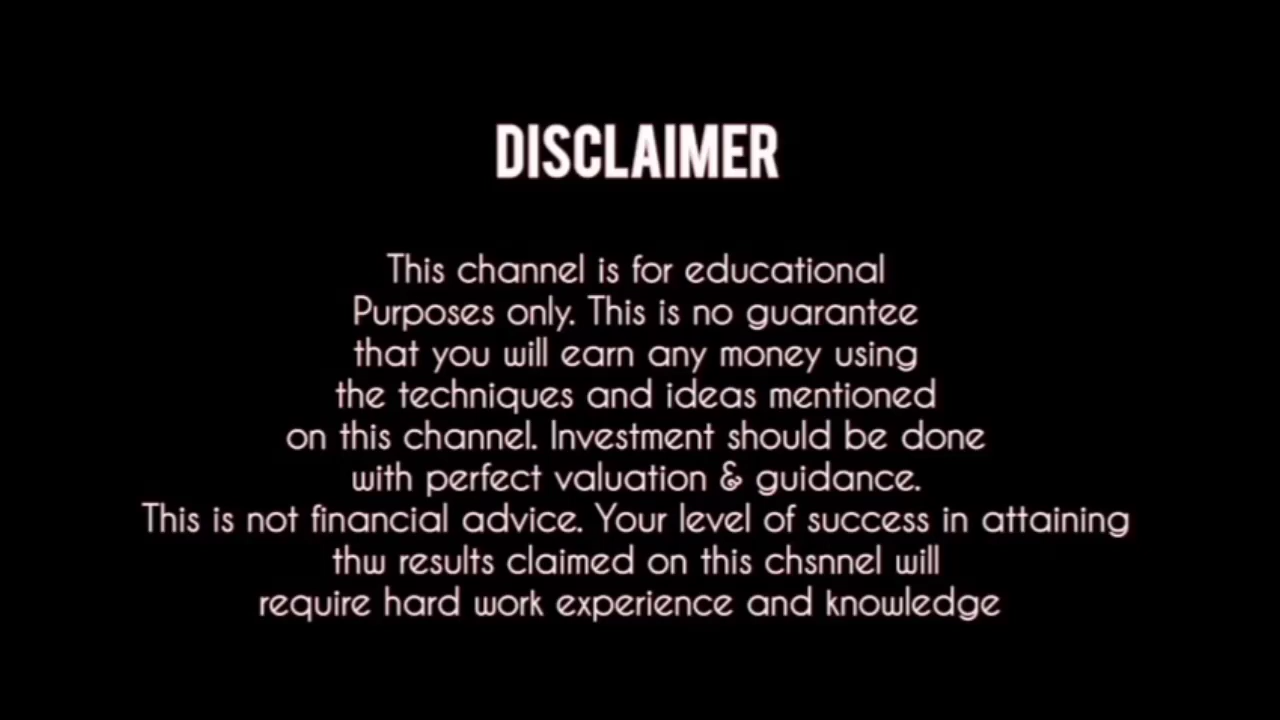 DISCLAIMER
This channel is for educational
Purposes only. This is no guarantee
that you will earn any money using
the techniques and ideas mentioned
on this channel. Investment should be done
with perfect valuation & guidance.
This is not financial advice. Your level of success in attaining
thw results claimed on this chsnnel will
require hard work experience and knowledge